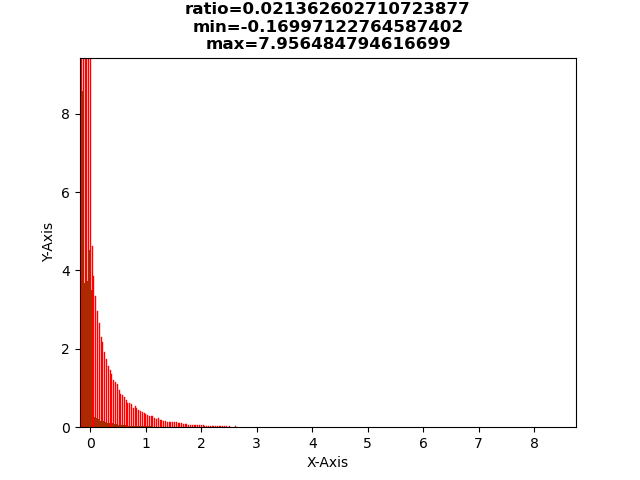 ratio=0.021362602710723877
min=-0.16997122764587402
max=7.956484794616699
8
6
4
2
0
Y-Axis
0 1 2 3 4 5 6 7 8
X-Axis